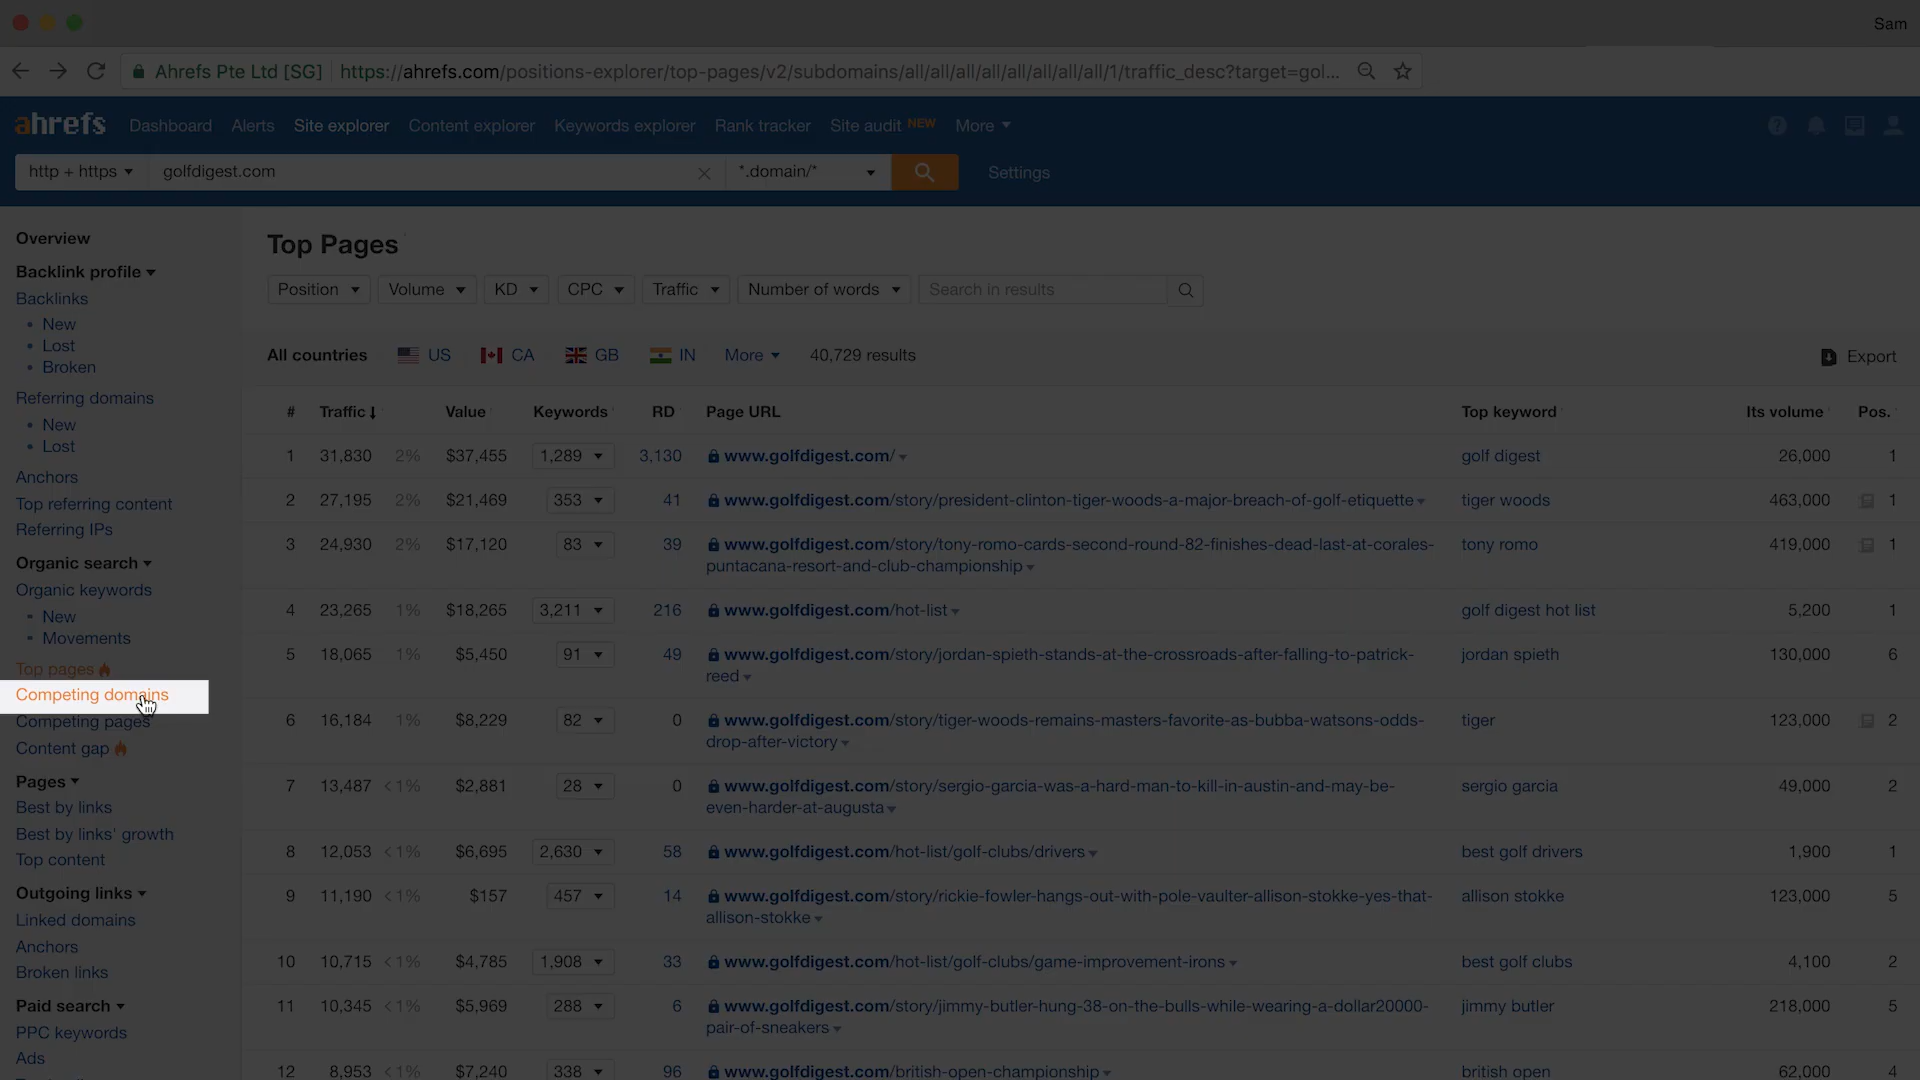 Sam
Ahrefs Pte Ltd [SG] https://ahrefs.com/positions-explorer/top-pages/v2/subdomains/all/all/all/all/all/all/all/all/1/traffic_desc?target=gol...
ahrefs Dashboard Alerts Site explorer Content explorer Keywords explorer Rank tracker Site audit NEW More
http + https golfdigest.com *.domain/* Settings
Overview
Backlink profile
Backlinks
New
Lost
Broken
Referring domains
New
Lost
Anchors
Top referring content
Referring IPs
Organic search
Organic keywords
New
Movements
Top pages
Competing domains
Competing pages
Content gap
Pages
Best by links
Best by links' growth
Top content
Outgoing links
Linked domains
Anchors
Broken links
Paid search
PPC keywords
Ads
Top Pages
Position Volume KD CPC Traffic Number of words Search in results
All countries US CA GB IN More 40,729 results Export
# Traffic Value Keywords RD Page URL Top keyword Its volume Pos.
1 31,830 2% $37,455 1,289 3,130 www.golfdigest.com/ golf digest 26,000 1
2 27,195 2% $21,469 353 41 www.golfdigest.com/story/president-clinton-tiger-woods-a-major-breach-of-golf-etiquette tiger woods 463,000 1
3 24,930 2% $17,120 83 39 www.golfdigest.com/story/tony-romo-cards-second-round-82-finishes-dead-last-at-corales- tony romo 419,000 1
puntacana-resort-and-club-championship
4 23,265 1% $18,265 3,211 216 www.golfdigest.com/hot-list golf digest hot list 5,200 1
5 18,065 1% $5,450 91 49 www.golfdigest.com/story/jordan-spieth-stands-at-the-crossroads-after-falling-to-patrick- jordan spieth 130,000 6
reed
6 16,184 1% $8,229 82 0 www.golfdigest.com/story/tiger-woods-remains-masters-favorite-as-bubba-watsons-odds- tiger 123,000 2
drop-after-victory
7 13,487 <1% $2,881 28 0 www.golfdigest.com/story/sergio-garcia-was-a-hard-man-to-kill-in-austin-and-may-be- sergio garcia 49,000 2
even-harder-at-augusta
8 12,053 <1% $6,695 2,630 58 www.golfdigest.com/hot-list/golf-clubs/drivers best golf drivers 1,900 1
9 11,190 <1% $157 457 14 www.golfdigest.com/story/rickie-fowler-hangs-out-with-pole-vaulter-allison-stokke-yes-that- allison stokke 123,000 5
allison-stokke
10 10,715 <1% $4,785 1,908 33 www.golfdigest.com/hot-list/golf-clubs/game-improvement-irons best golf clubs 4,100 2
11 10,345 <1% $5,969 288 6 www.golfdigest.com/story/jimmy-butler-hung-38-on-the-bulls-while-wearing-a-dollar20000- jimmy butler 218,000 5
pair-of-sneakers
12 8,953 <1% $7,240 338 96 www.golfdigest.com/british-open-championship british open 62,000 4